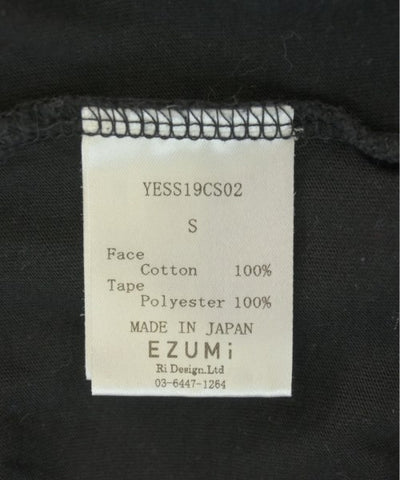 YESS19CS02
S
Face
Cotton 100%
Tape
Polyester 100%
MADE IN JAPAN
EZUMi
Ri Design.Ltd
03-6447-1264